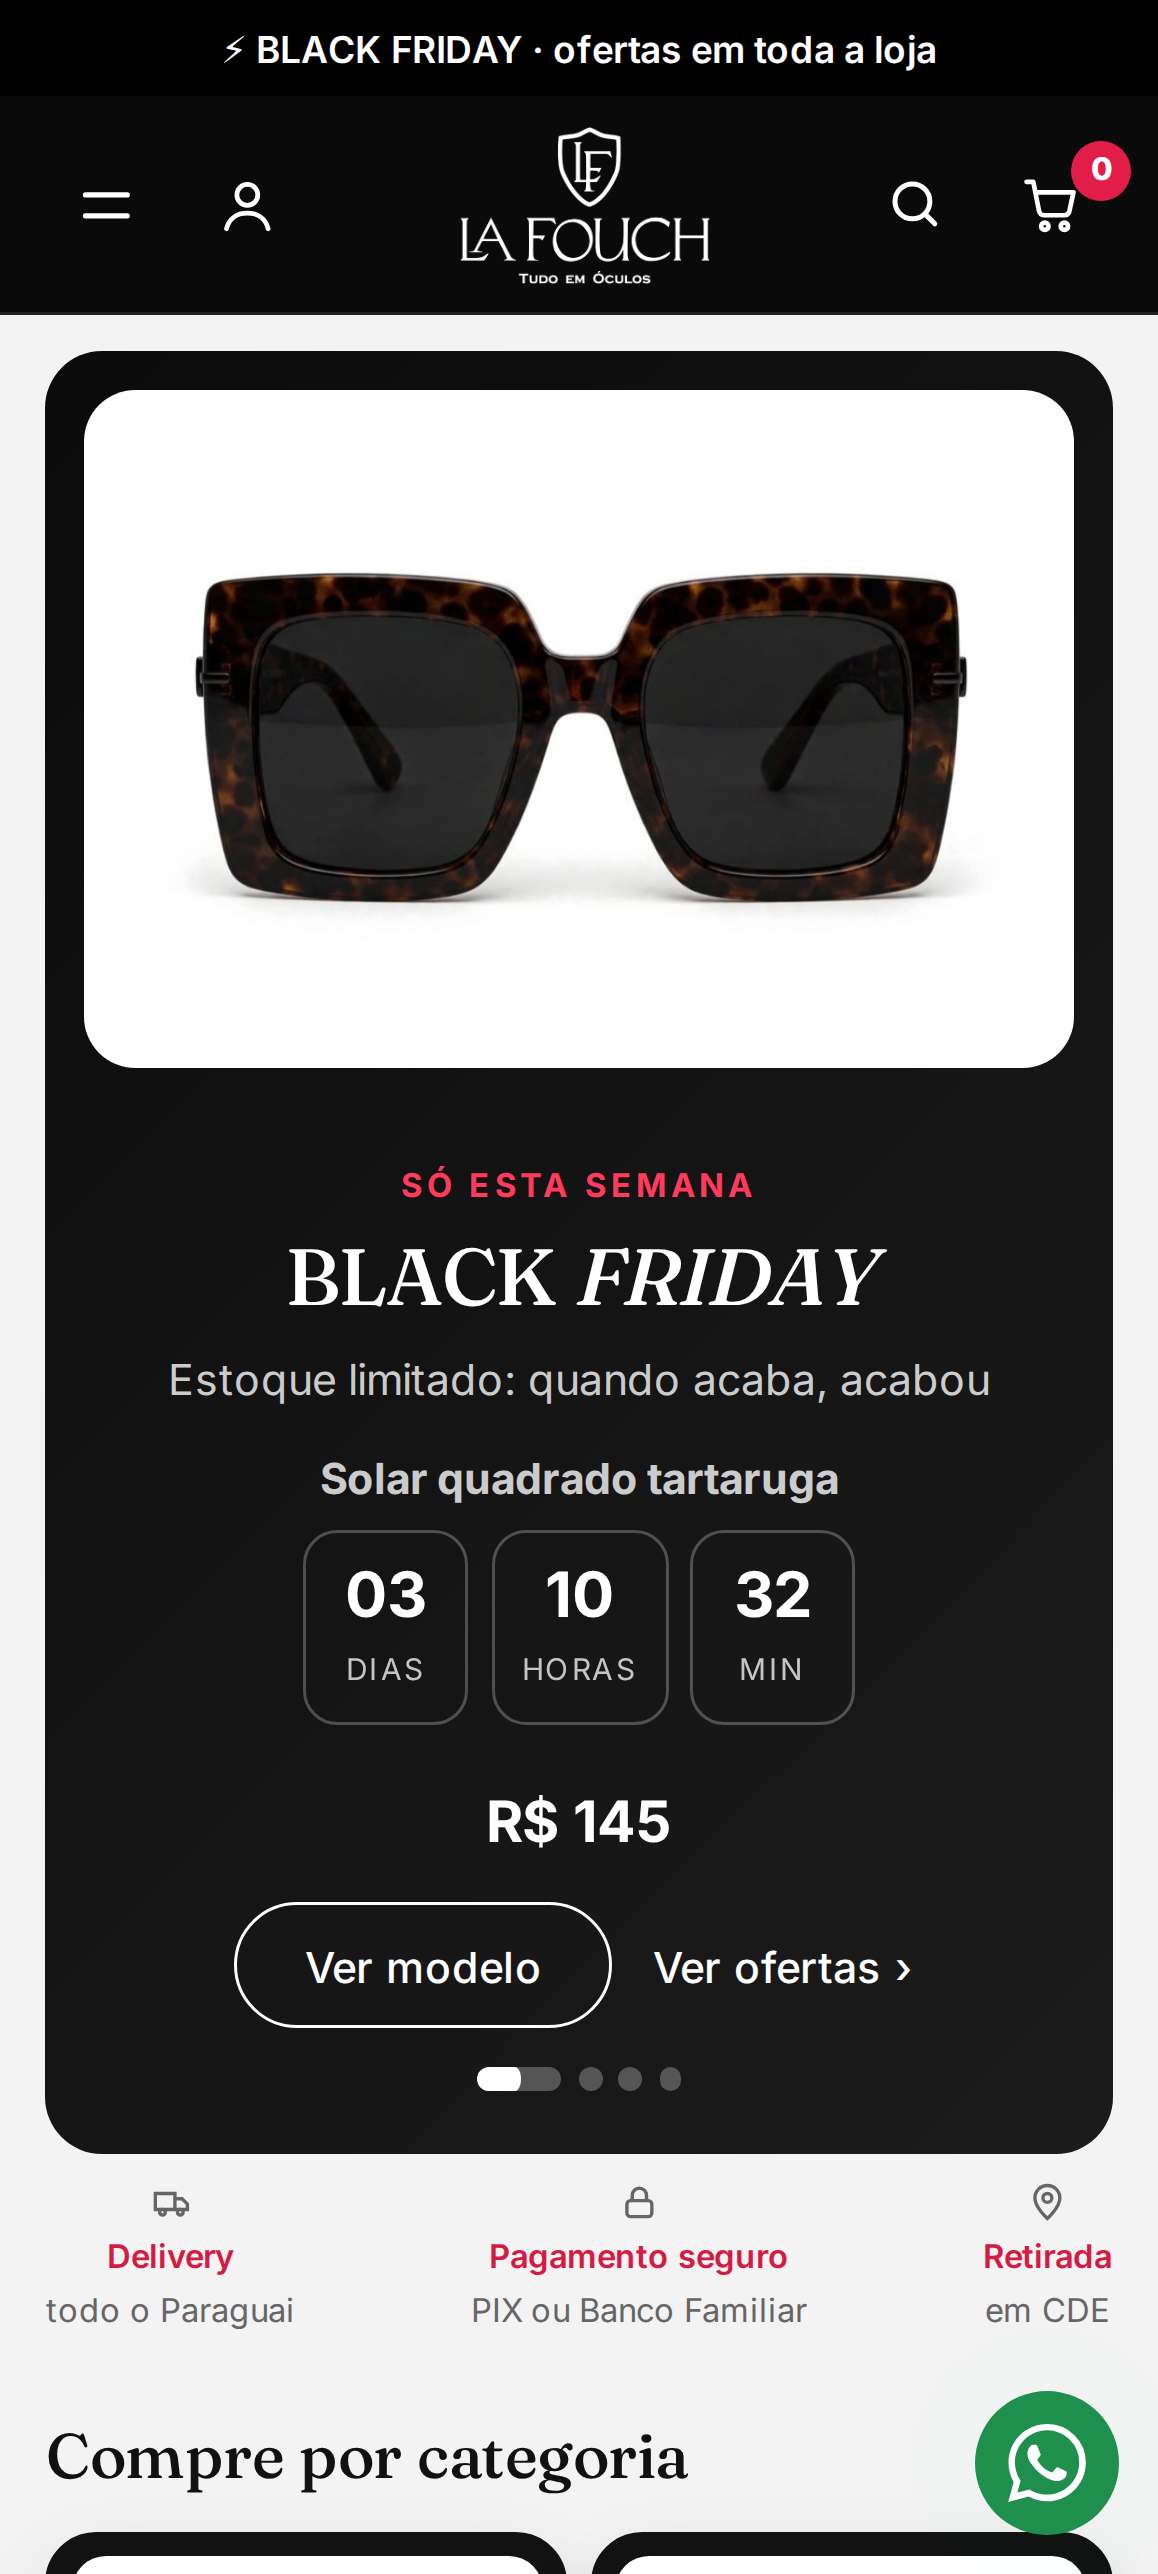 ⚡ BLACK FRIDAY · ofertas em toda a loja
0
LF
LA FOUCH
TUDO EM ÓCULOS
SÓ ESTA SEMANA
BLACK FRIDAY
Estoque limitado: quando acaba, acabou
Solar quadrado tartaruga
03 10 32
DIAS HORAS MIN
R$ 145
Ver modelo Ver ofertas ›
Delivery Pagamento seguro Retirada
todo o Paraguai PIX ou Banco Familiar em CDE
Compre por categoria